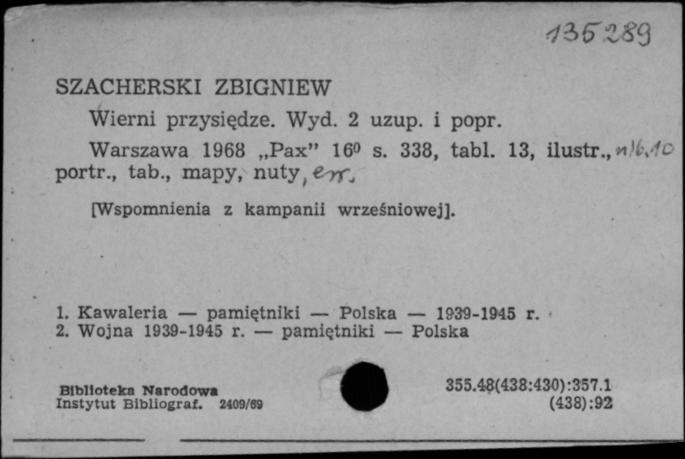 135289
SZACHERSKI ZBIGNIEW
Wierni przysiędze. Wyd. 2 uzup. i popr.
Warszawa 1968 „Pax” 16⁰ s. 338, tabl. 13, ilustr.,
portr., tab., mapy, nuty, err.
[Wspomnienia z kampanii wrześniowej].
1. Kawaleria — pamiętniki — Polska — 1939-1945 r.
2. Wojna 1939-1945 r. — pamiętniki — Polska
Biblioteka Narodowa
Instytut Bibliograf. 2409/69
355.48(438:430):357.1
(438):92